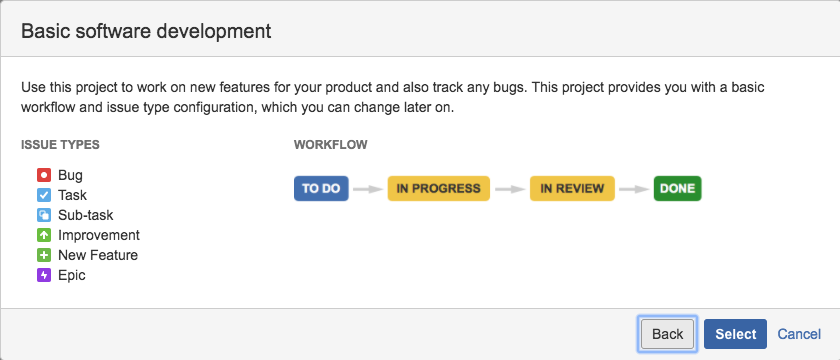 Basic software development
Use this project to work on new features for your product and also track any bugs. This project provides you with a basic
workflow and issue type configuration, which you can change later on.
ISSUE TYPES
Bug
Task
Sub-task
Improvement
New Feature
Epic
WORKFLOW
TO DO IN PROGRESS IN REVIEW DONE
Back Select Cancel